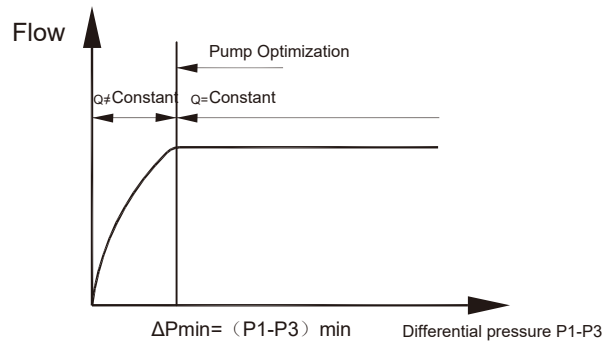 Flow
Pump Optimization
Q≠Constant
Q=Constant
ΔPmin=（P1-P3）min
Differential pressure P1-P3